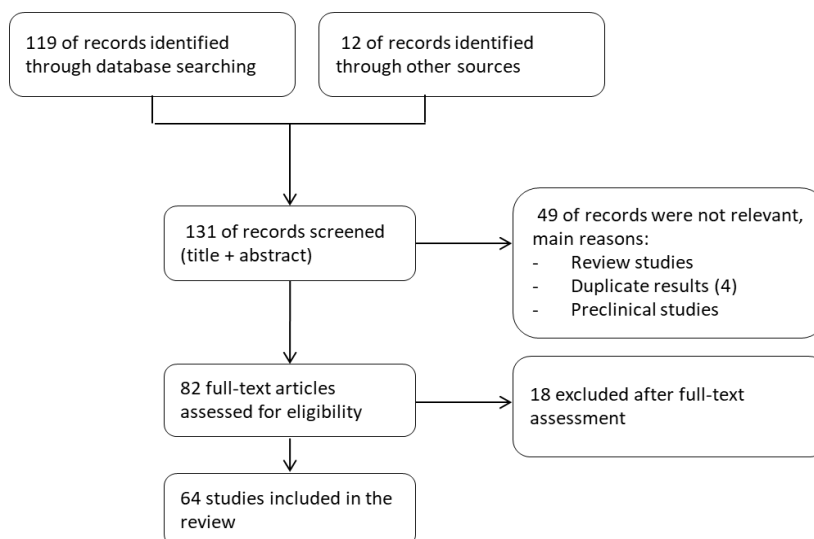 119 of records identified
through database searching
12 of records identified
through other sources
131 of records screened
(title + abstract)
49 of records were not relevant,
main reasons:
- Review studies
- Duplicate results (4)
- Preclinical studies
82 full-text articles
assessed for eligibility
18 excluded after full-text
assessment
64 studies included in the
review